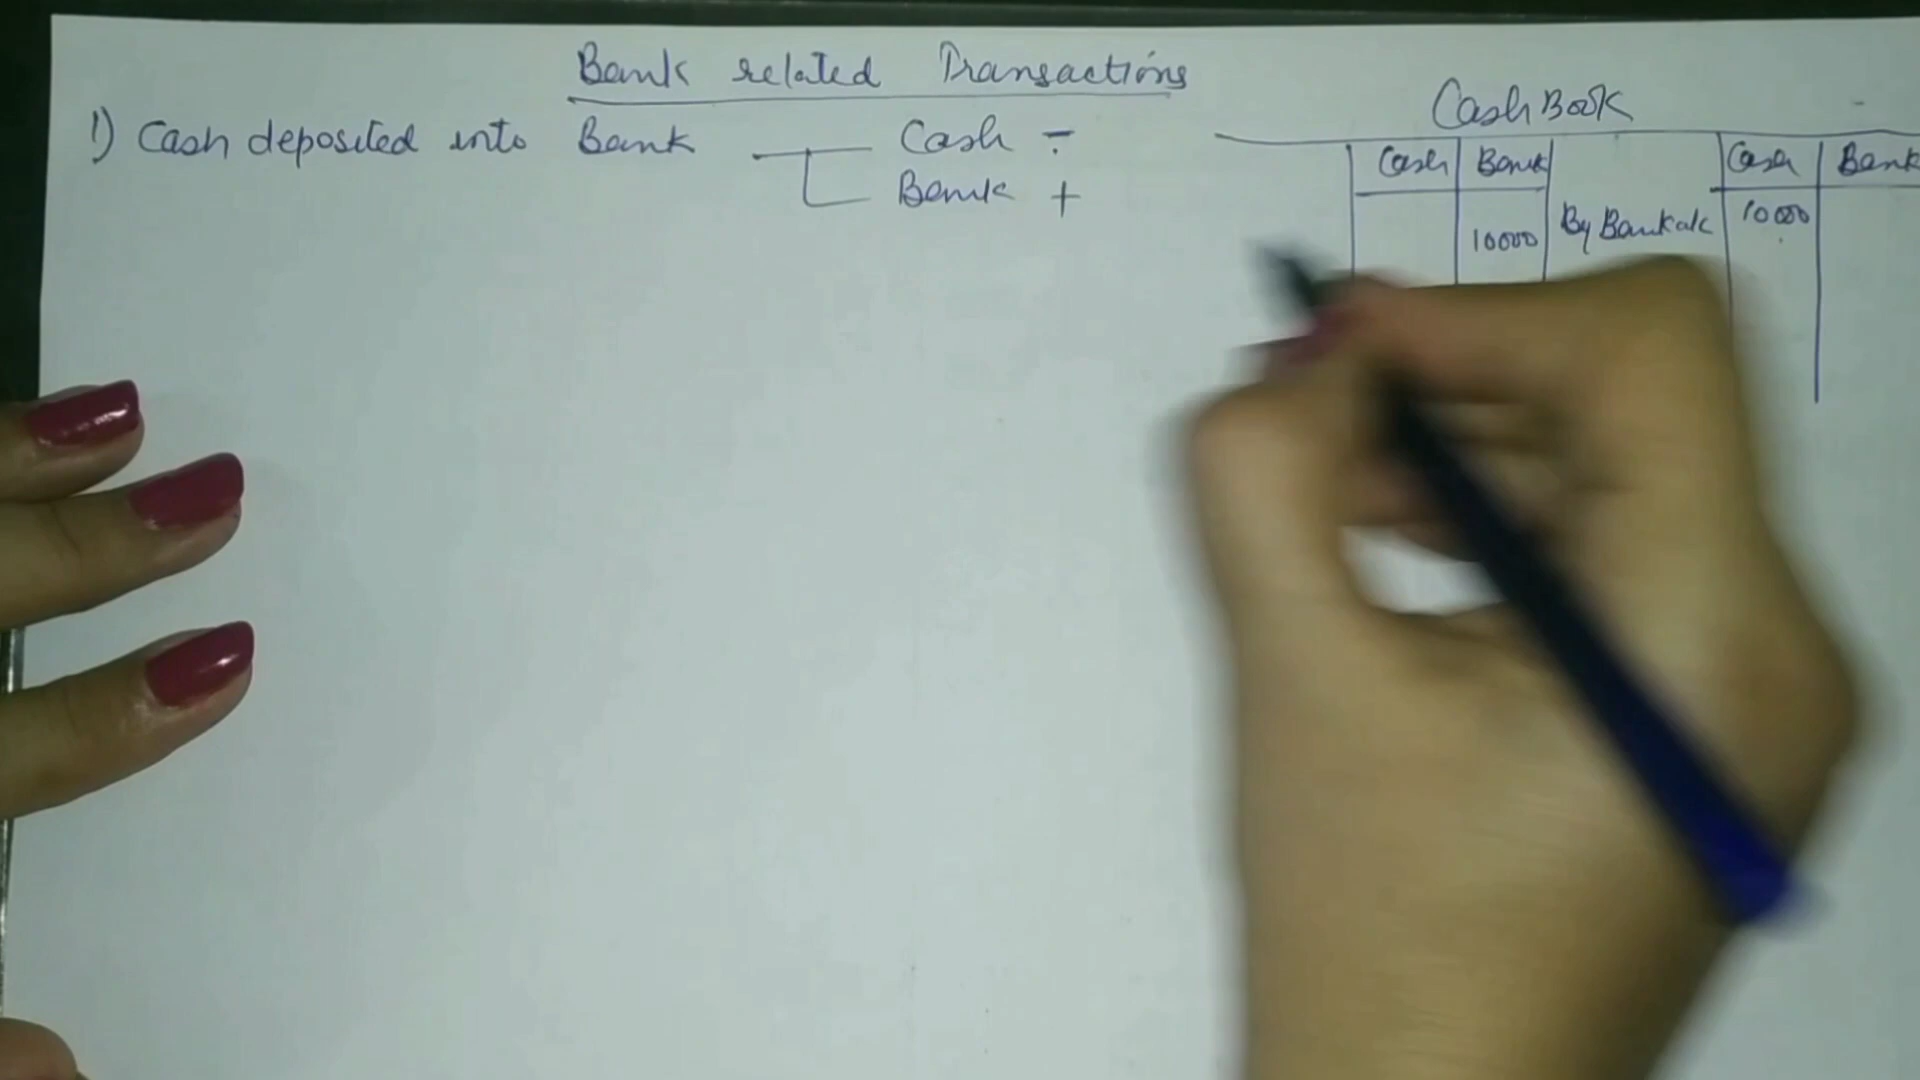 Bank related Transactions
1) Cash deposited into Bank
Cash -
Bank +
Cash Book
Cash Bank Cash Bank
10000 By Bank a/c 10000